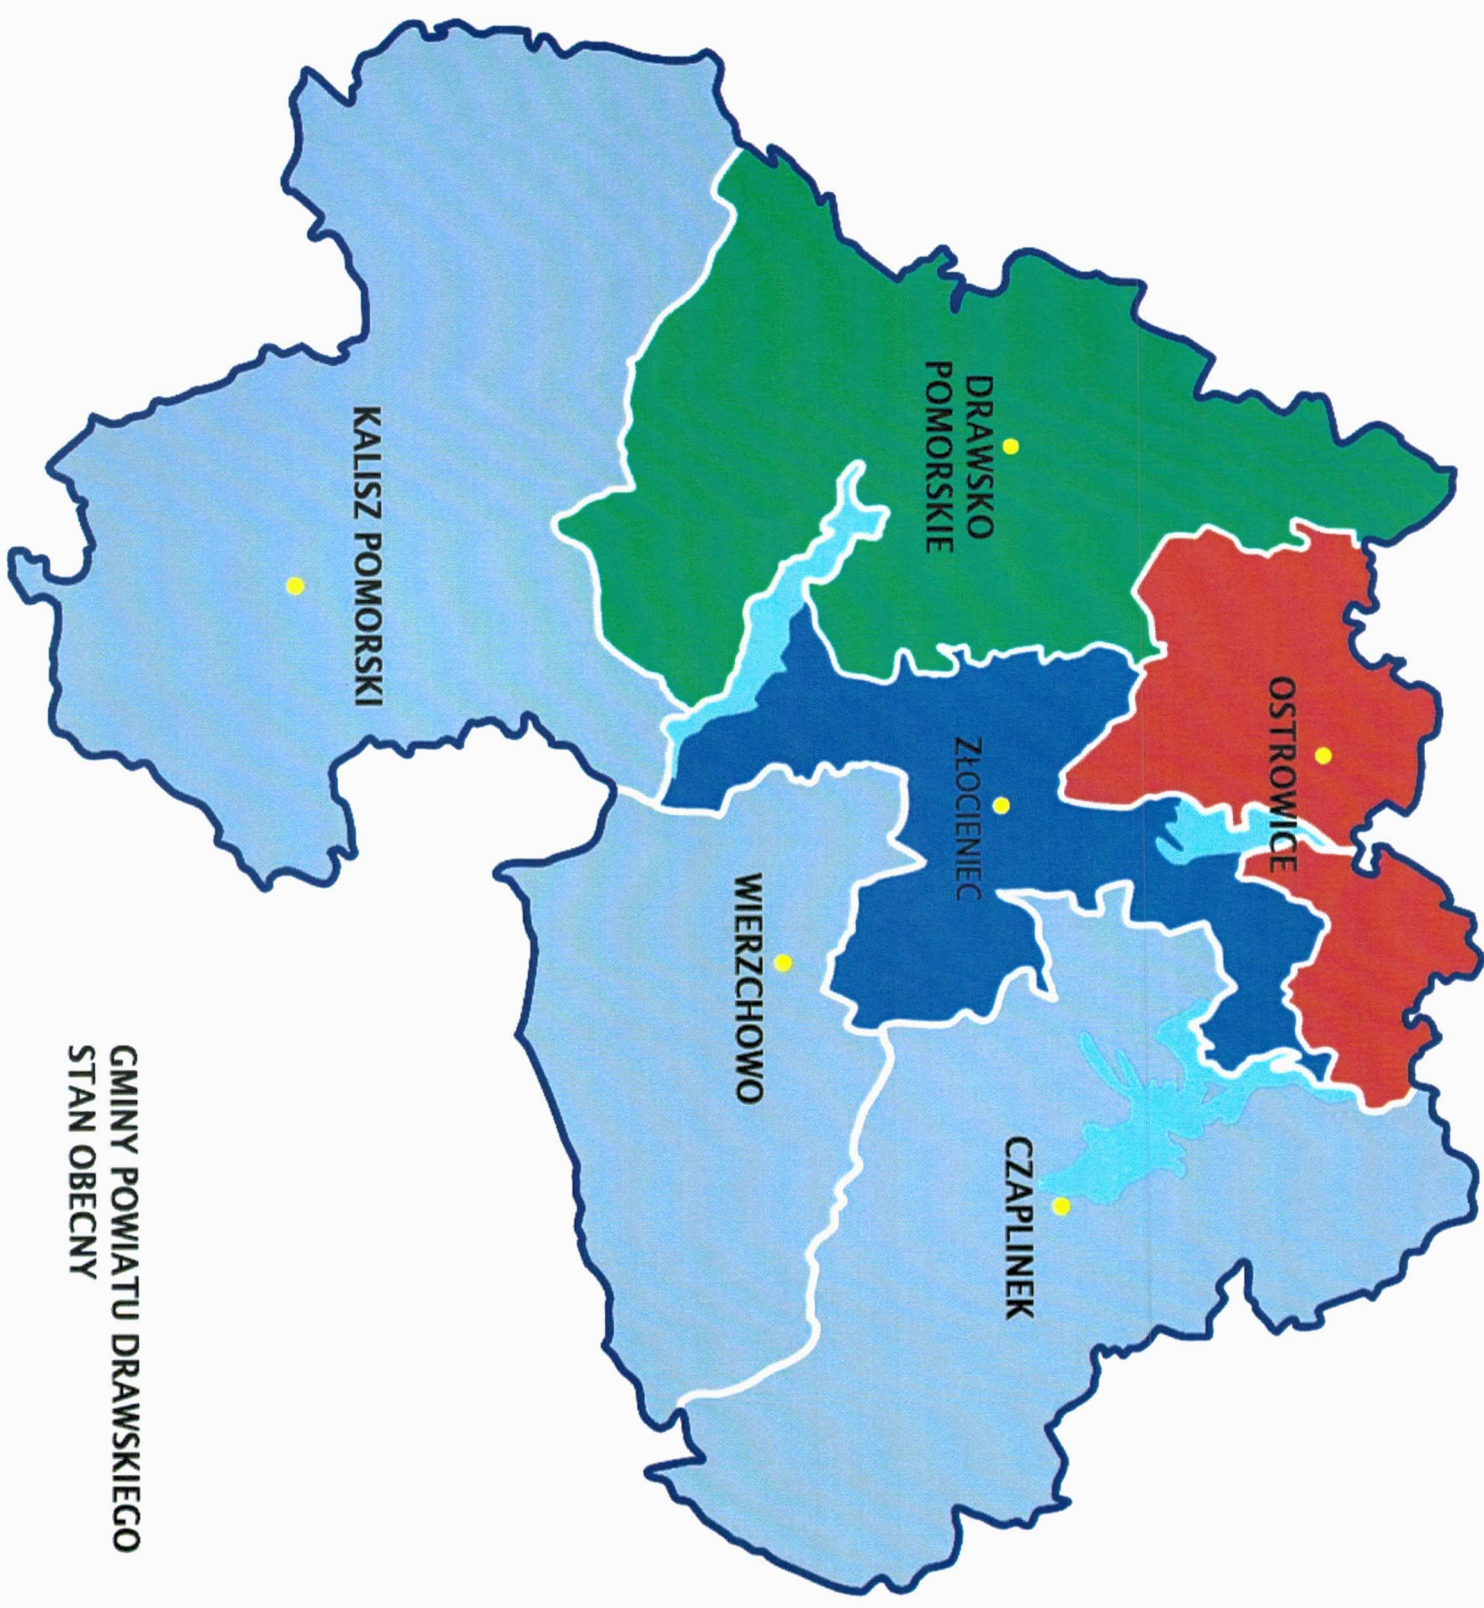 OSTROWICE
DRAWSKO
POMORSKIE
ZŁOCIENIEC
CZAPLINEK
WIERZCHOWO
KALISZ POMORSKI
GMINY POWIATU DRAWSKIEGO
STAN OBECNY